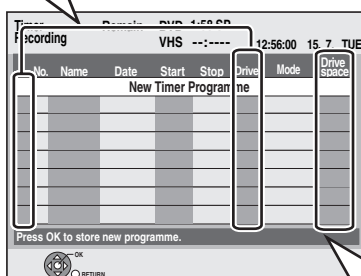 Timer Remain DVD 1:58 SP
Recording VHS --:---- 12:56:00 15. 7. TUE
No. Name Date Start Stop Drive Mode Drive space
New Timer Programme
Press OK to store new programme.
OK
RETURN